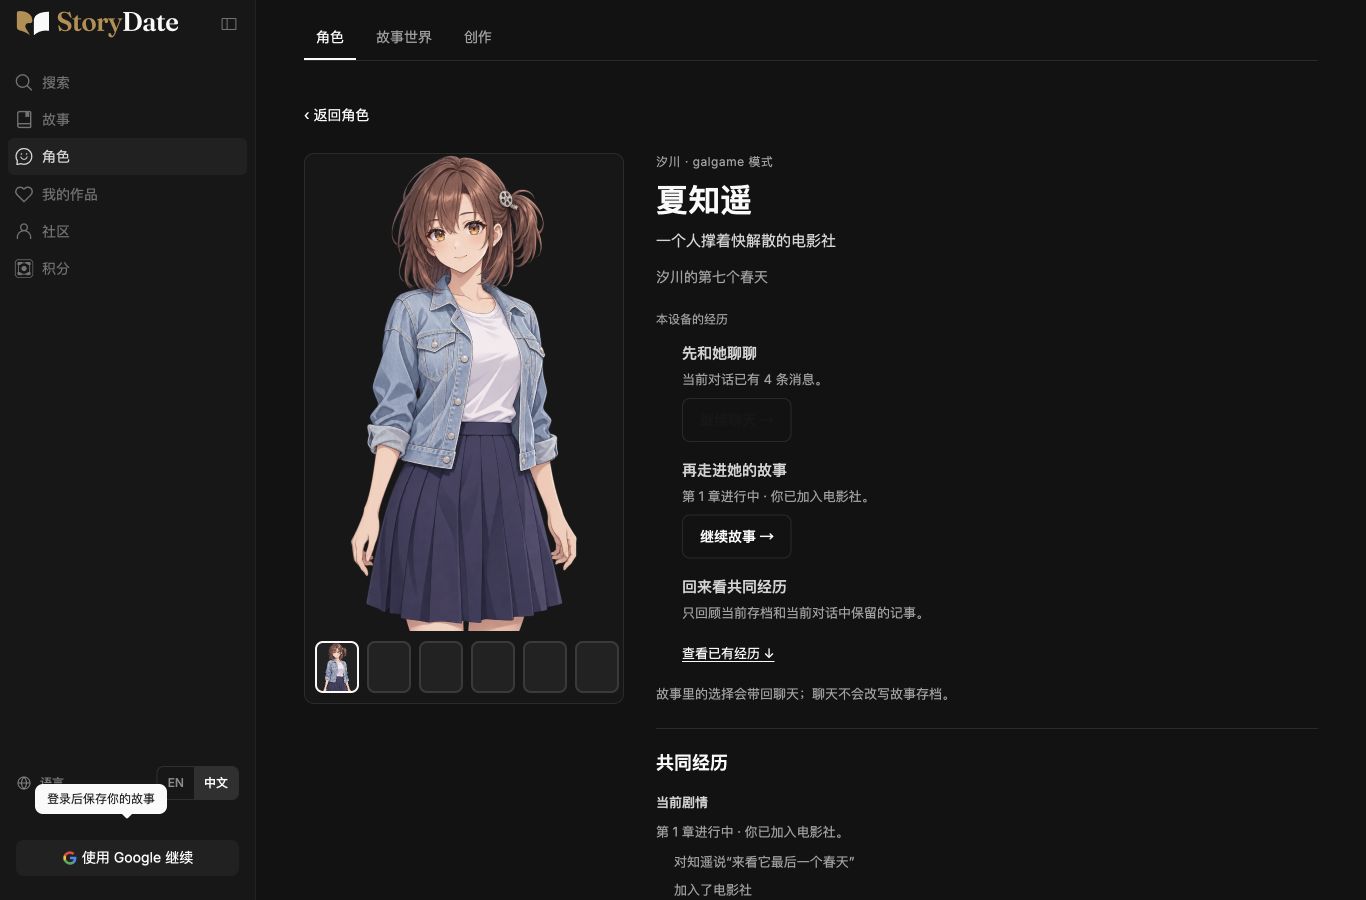 StoryDate
搜索
故事
角色
我的作品
社区
积分
语言
EN
中文
登录后保存你的故事
使用 Google 继续
角色
故事世界
创作
‹ 返回角色
汐川 · galgame 模式
夏知遥
一个人撑着快解散的电影社
汐川的第七个春天
本设备的经历
先和她聊聊
当前对话已有 4 条消息。
继续聊天 →
再走进她的故事
第 1 章进行中 · 你已加入电影社。
继续故事 →
回来看共同经历
只回顾当前存档和当前对话中保留的记事。
查看已有经历 ↓
故事里的选择会带回聊天；聊天不会改写故事存档。
共同经历
当前剧情
第 1 章进行中 · 你已加入电影社。
对知遥说“来看它最后一个春天”
加入了电影社